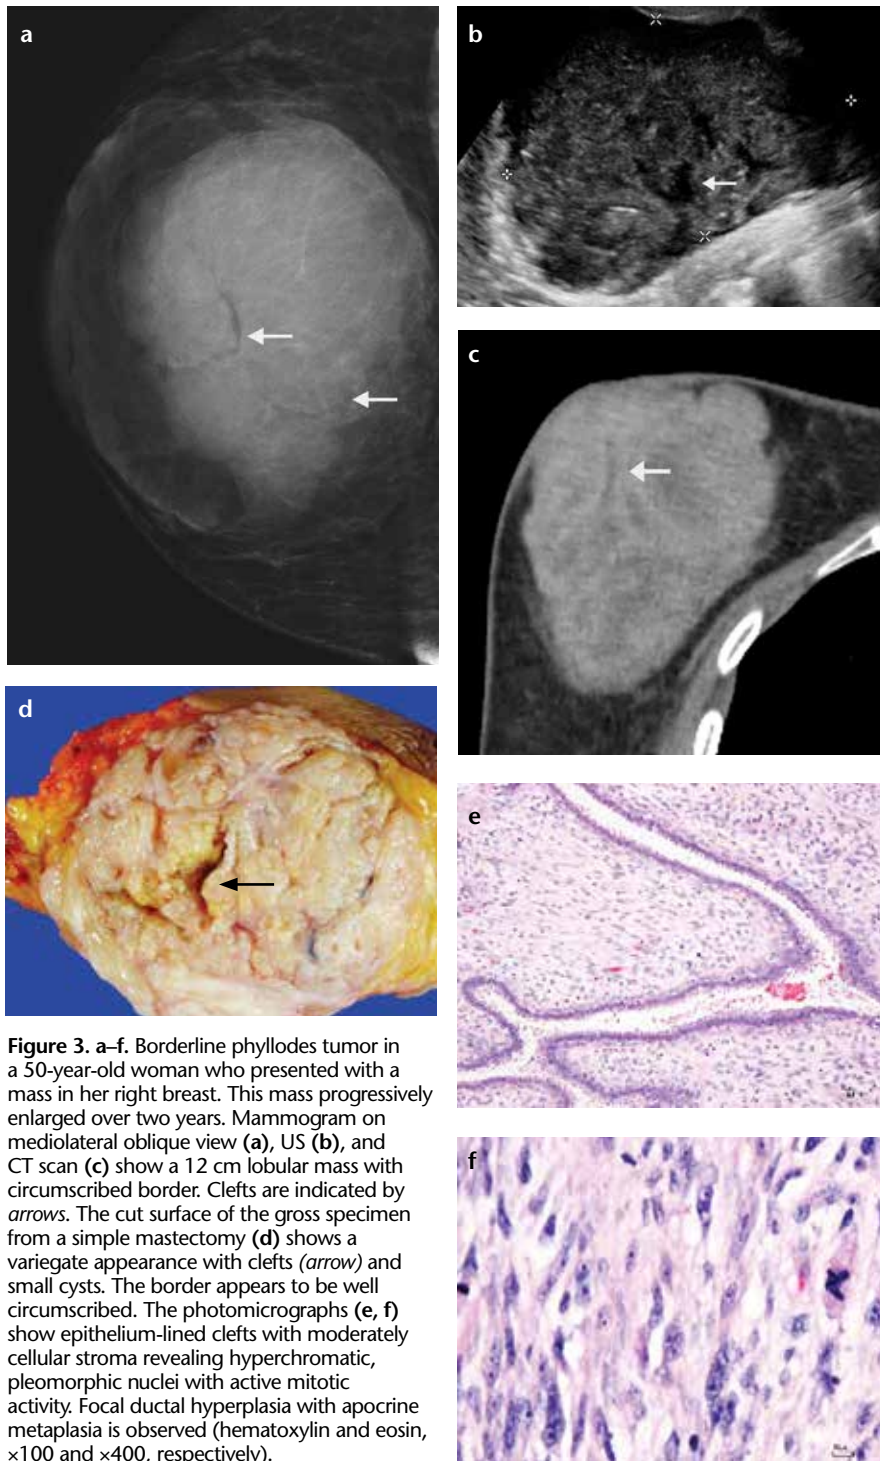 a
b
c
d
e
f
Figure 3. a–f. Borderline phyllodes tumor in
a 50-year-old woman who presented with a
mass in her right breast. This mass progressively
enlarged over two years. Mammogram on
mediolateral oblique view (a), US (b), and
CT scan (c) show a 12 cm lobular mass with
circumscribed border. Clefts are indicated by
arrows. The cut surface of the gross specimen
from a simple mastectomy (d) shows a
variegate appearance with clefts (arrow) and
small cysts. The border appears to be well
circumscribed. The photomicrographs (e, f)
show epithelium-lined clefts with moderately
cellular stroma revealing hyperchromatic,
pleomorphic nuclei with active mitotic
activity. Focal ductal hyperplasia with apocrine
metaplasia is observed (hematoxylin and eosin,
×100 and ×400, respectively).